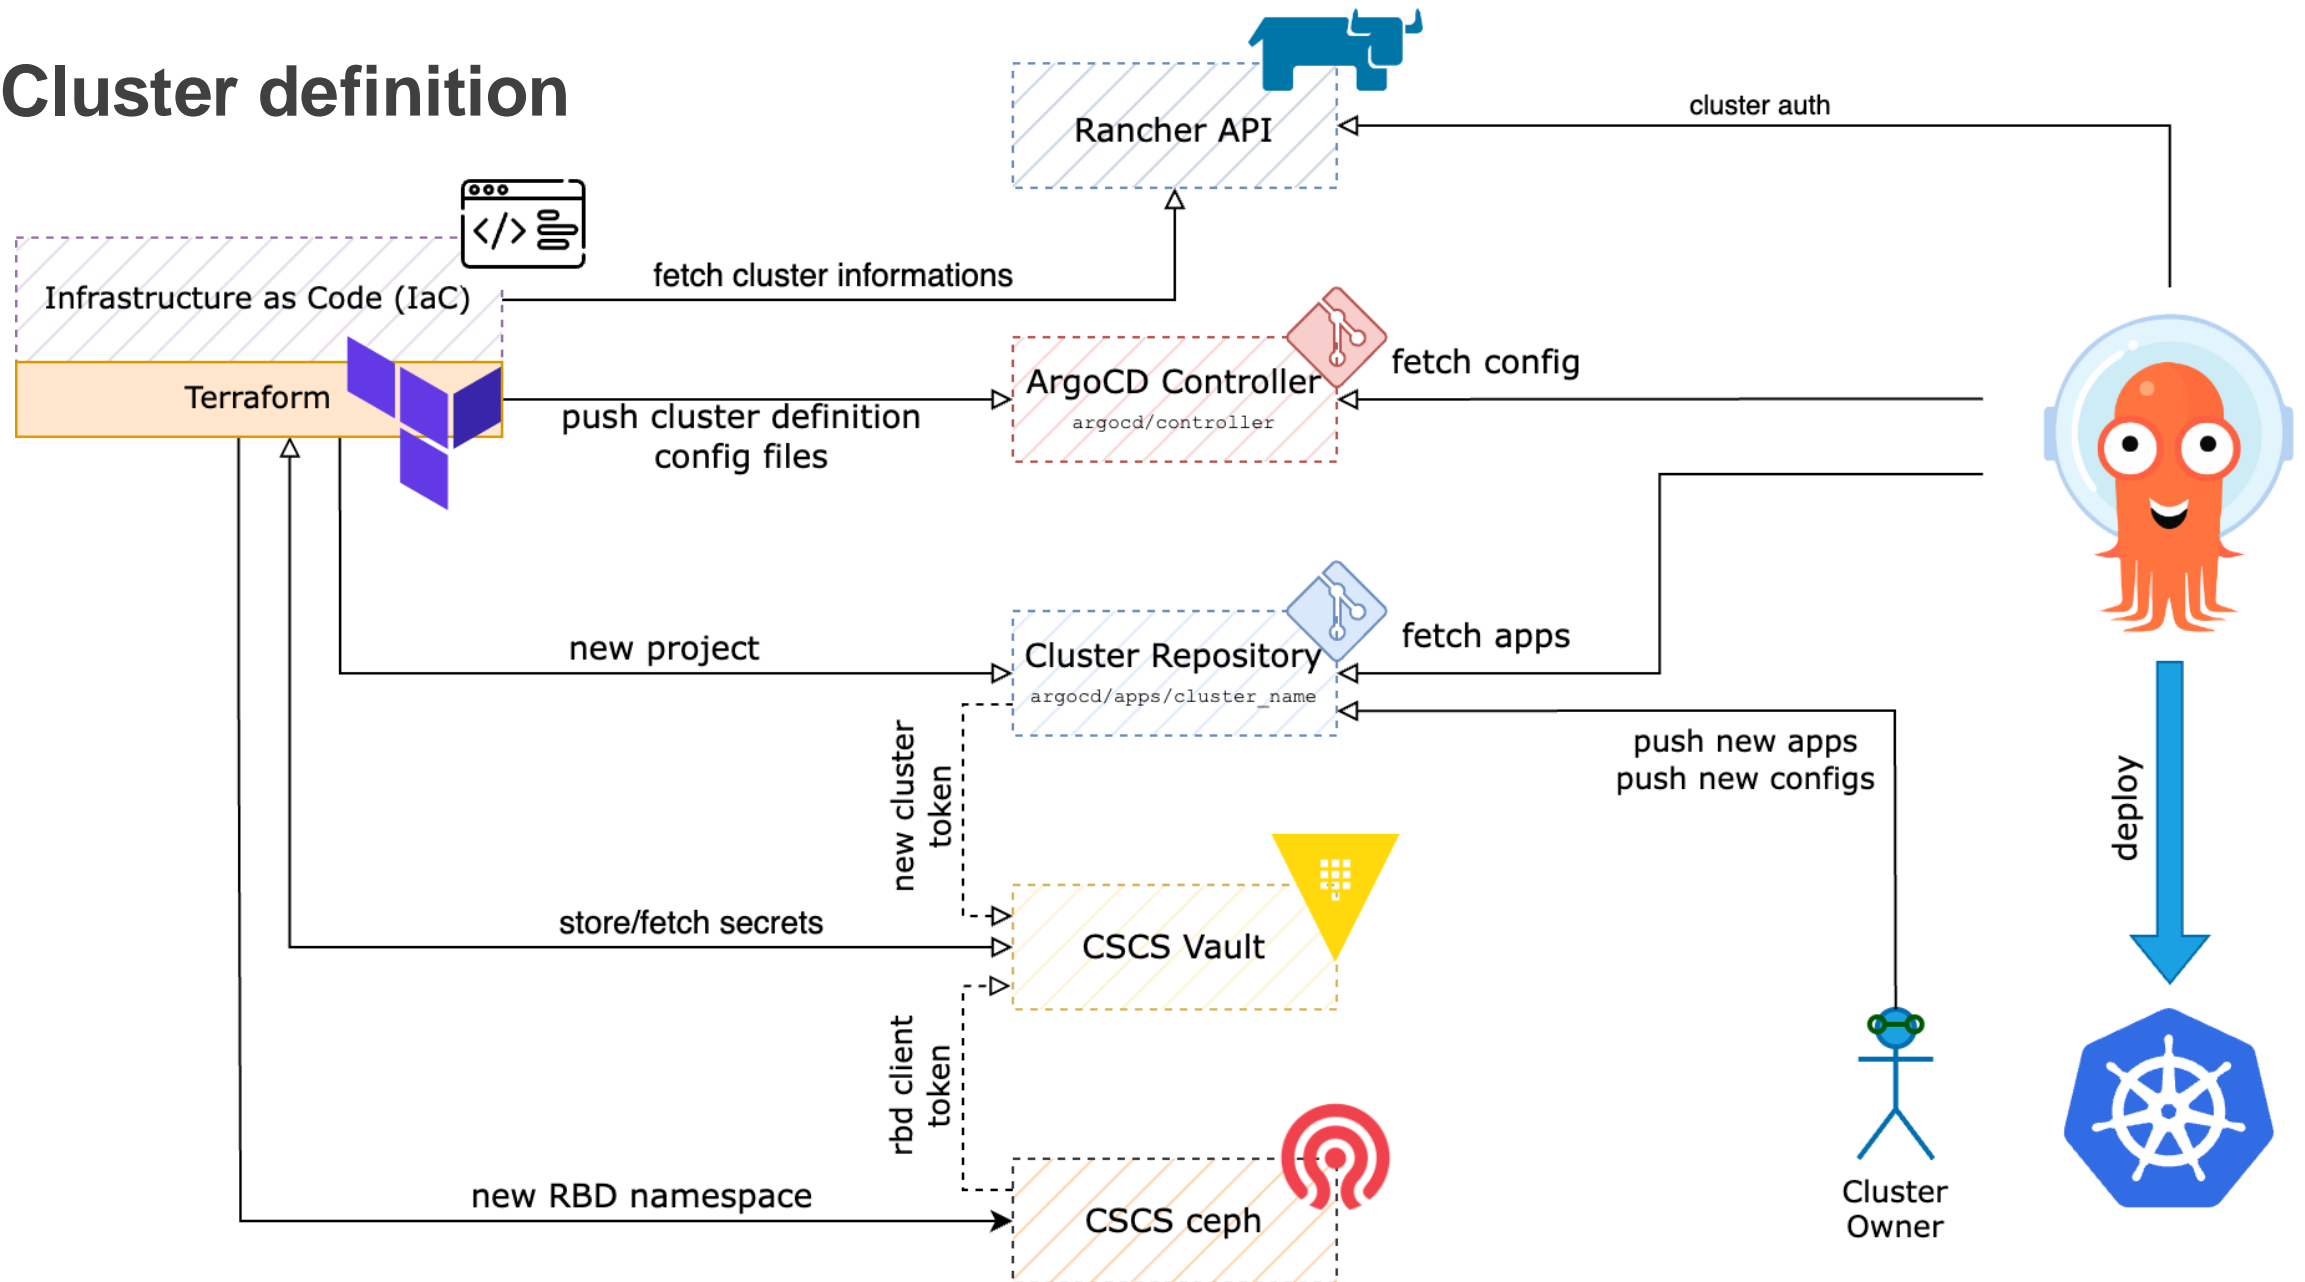 Cluster definition
Rancher API
cluster auth
</>
Infrastructure as Code (IaC)
fetch cluster informations
Terraform
push cluster definition
config files
ArgoCD Controller
argocd/controller
fetch config
new project
Cluster Repository
argocd/apps/cluster_name
fetch apps
push new apps
push new configs
new cluster
token
deploy
store/fetch secrets
CSCS Vault
rbd client
token
new RBD namespace
CSCS ceph
Cluster
Owner